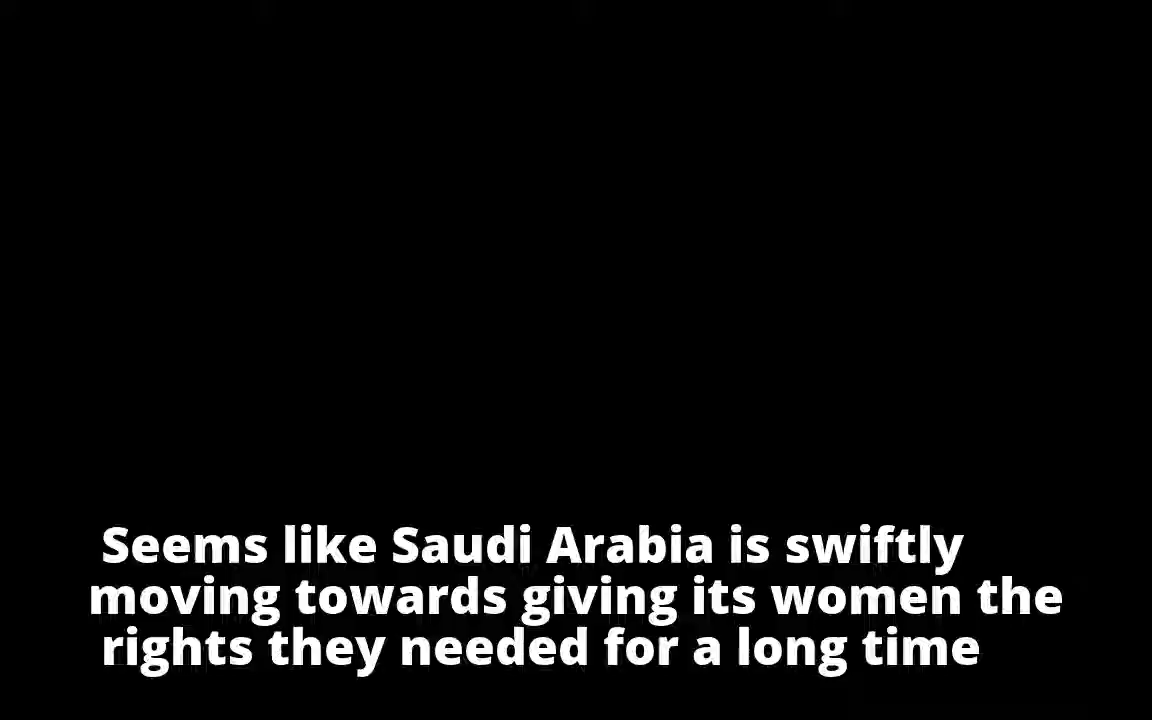 Seems like Saudi Arabia is swiftly
moving towards giving its women the
rights they needed for a long time